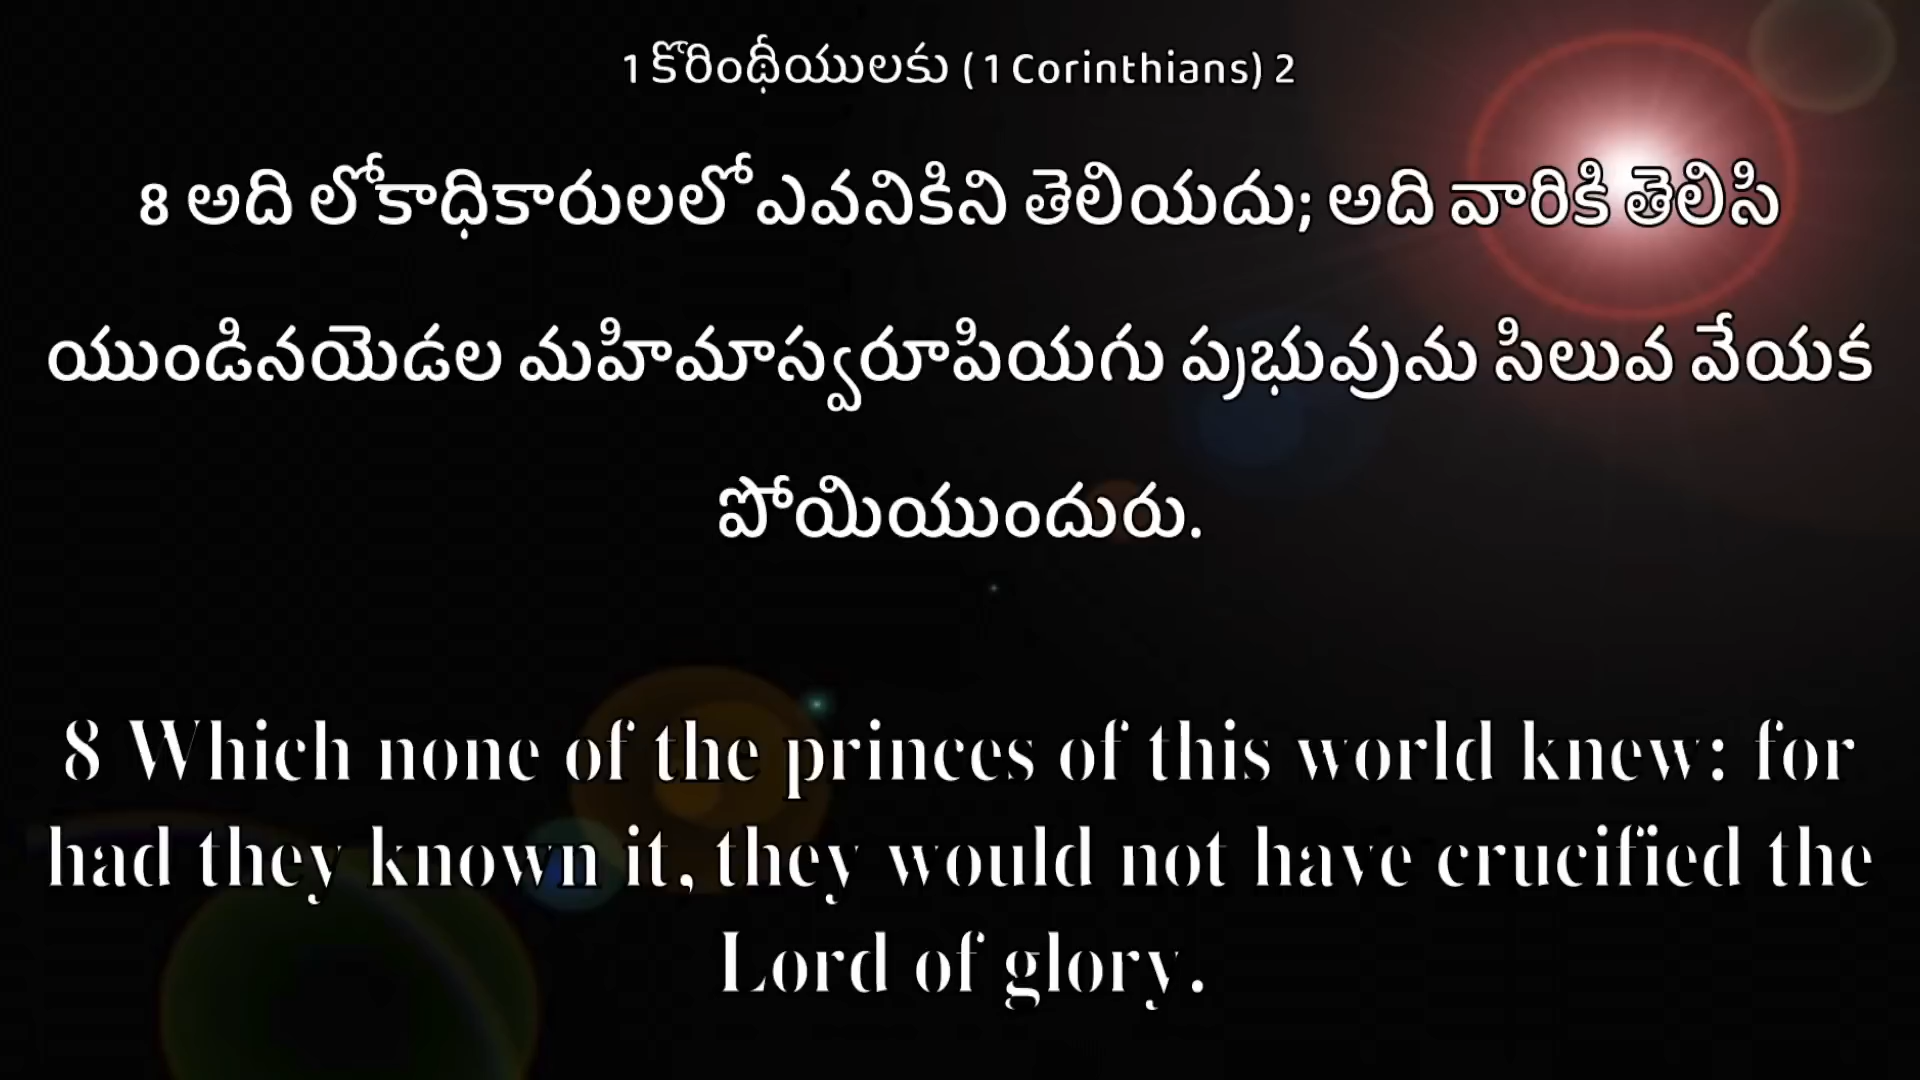 1 కొరింథీయులకు (1 Corinthians) 2
8 అది లోకాధికారులలో ఎవనికిని తెలియదు; అది వారికి తెలిసి
యుండినయెడల మహిమాస్వరూపియగు ప్రభువును సిలువ వేయక
పోయియుందురు.
8 Which none of the princes of this world knew: for
had they known it, they would not have crucified the
Lord of glory.